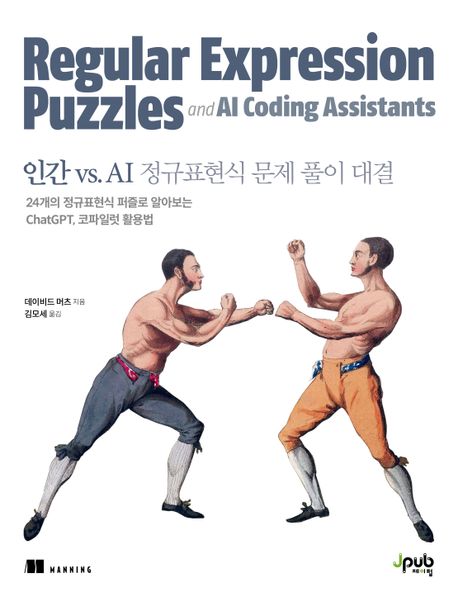 Regular Expression
Puzzles and AI Coding Assistants
인간 vs. AI 정규표현식 문제 풀이 대결
24개의 정규표현식 퍼즐로 알아보는
ChatGPT, 코파일럿 활용법
데이비드 머츠 지음
김모세 옮김
MANNING
Jpub
제이펍